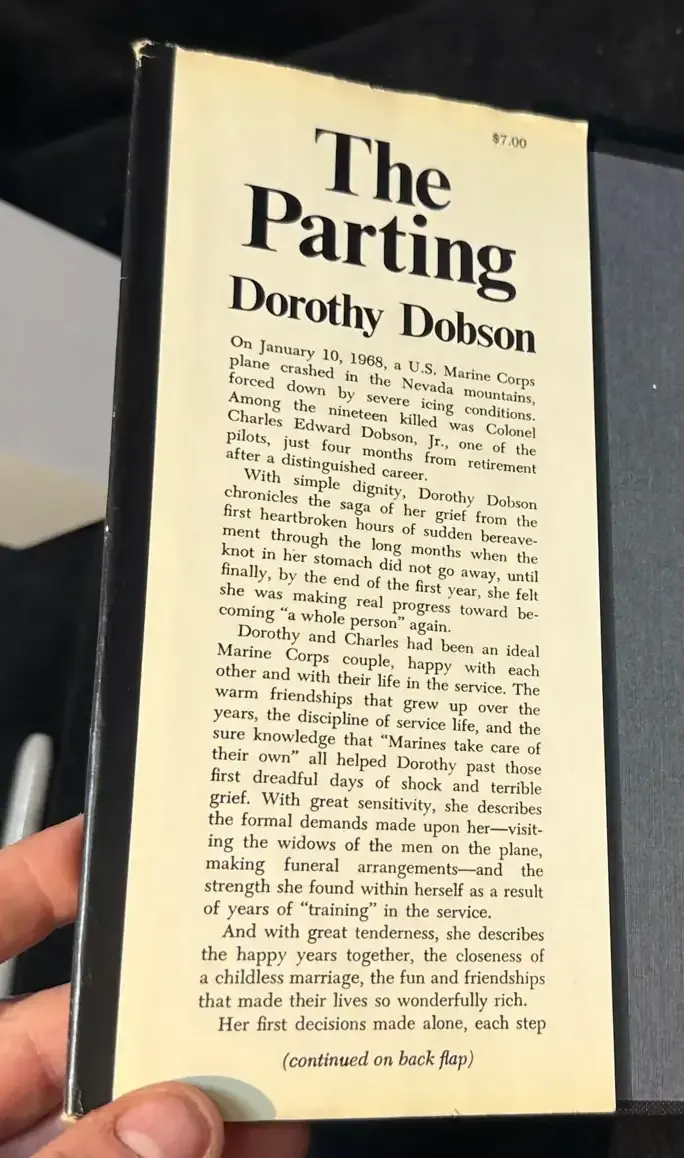 $7.00
The
Parting
Dorothy Dobson
On January 10, 1968, a U.S. Marine Corps
plane crashed in the Nevada mountains,
forced down by severe icing conditions.
Among the nineteen killed was Colonel
Charles Edward Dobson, Jr., one of the
pilots, just four months from retirement
after a distinguished career.
With simple dignity, Dorothy Dobson
chronicles the saga of her grief from the
first heartbroken hours of sudden bereave-
ment through the long months when the
knot in her stomach did not go away, until
finally, by the end of the first year, she felt
she was making real progress toward be-
coming “a whole person” again.
Dorothy and Charles had been an ideal
Marine Corps couple, happy with each
other and with their life in the service. The
warm friendships that grew up over the
years, the discipline of service life, and the
sure knowledge that “Marines take care of
their own” all helped Dorothy past those
first dreadful days of shock and terrible
grief. With great sensitivity, she describes
the formal demands made upon her—visit-
ing the widows of the men on the plane,
making funeral arrangements—and the
strength she found within herself as a result
of years of “training” in the service.
And with great tenderness, she describes
the happy years together, the closeness of
a childless marriage, the fun and friendships
that made their lives so wonderfully rich.
Her first decisions made alone, each step
(continued on back flap)